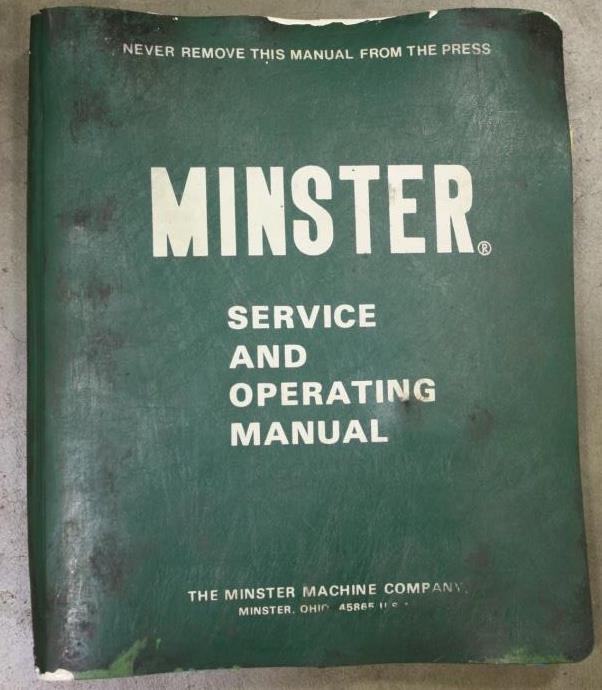 NEVER REMOVE THIS MANUAL FROM THE PRESS
MINSTER®
SERVICE
AND
OPERATING
MANUAL
THE MINSTER MACHINE COMPANY.
MINSTER, OHIO 45865 U.S.A.